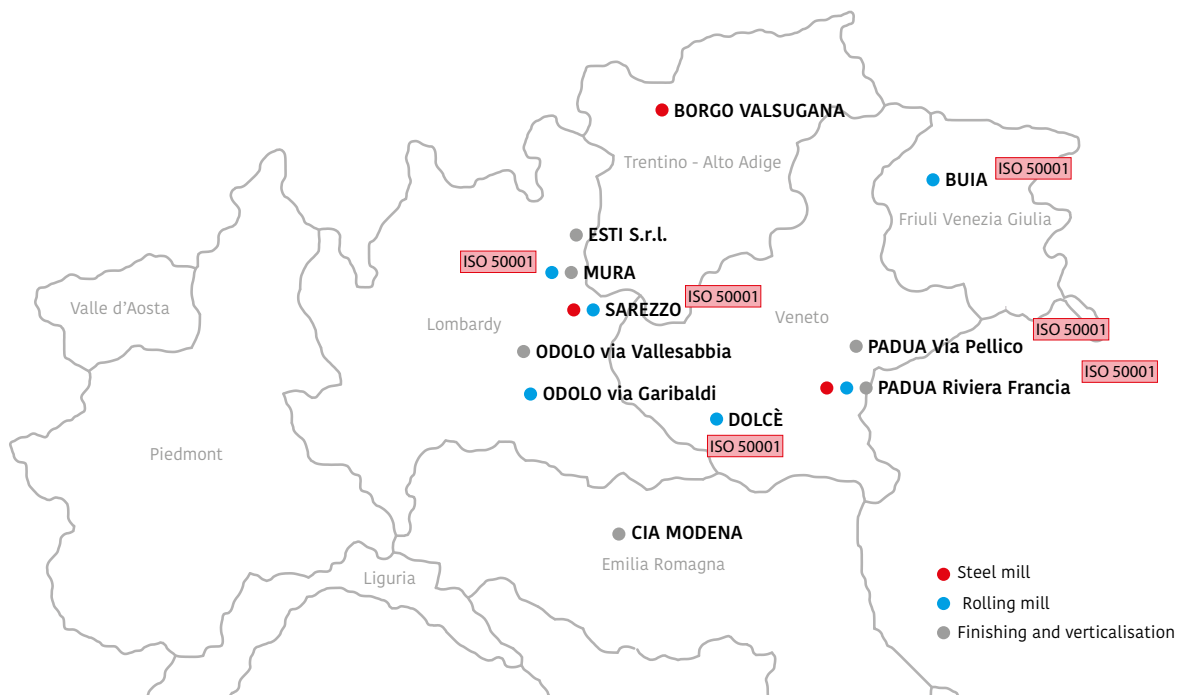 BORGO VALSUGANA
Trentino - Alto Adige
ISO 50001
BUIA
Friuli Venezia Giulia
ESTI S.r.l.
ISO 50001
MURA
ISO 50001
SAREZZO
Valle d'Aosta
Lombardy
Veneto
ISO 50001
PADUA Via Pellico
ODOLO via Vallesabbia
ISO 50001
PADUA Riviera Francia
ODOLO via Garibaldi
DOLCÈ
ISO 50001
Piedmont
CIA MODENA
Emilia Romagna
Liguria
Steel mill
Rolling mill
Finishing and verticalisation